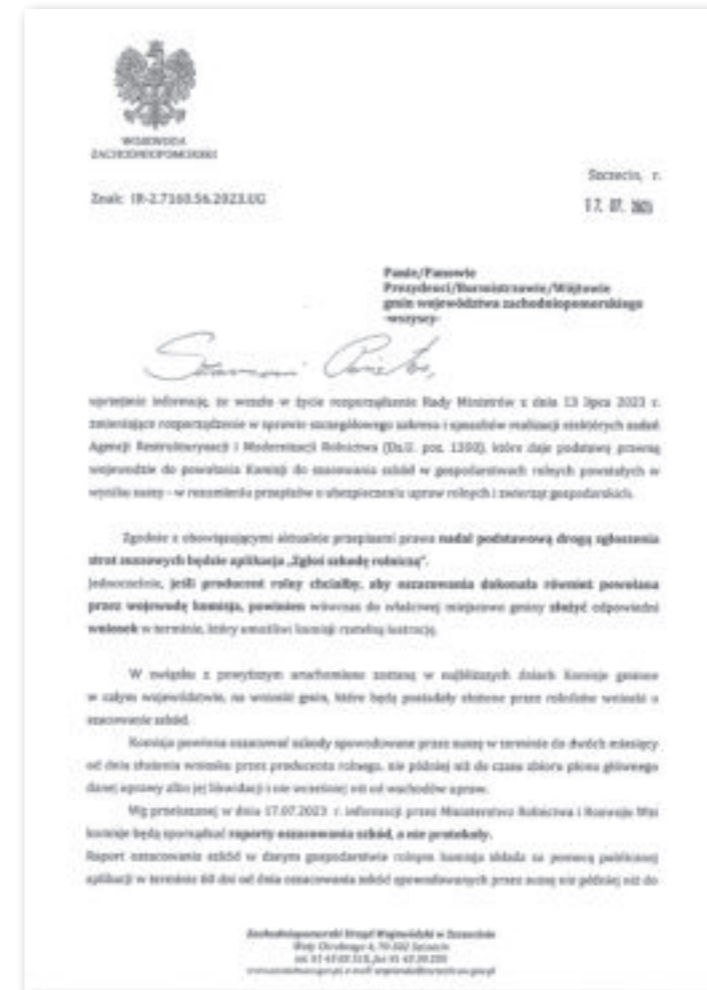 WOJEWODA
ZACHODNIOPOMORSKI
Szczecin, r.
Znak: IR-2.7160.56.2023.UG
17. 07.
Panie/Panowie
Prezydenci/Burmistrzowie/Wójtowie
gmin województwa zachodniopomorskiego
-wszyscy-
Szanowni Państwo,
uprzejmie informuję, że weszło w życie rozporządzenie Rady Ministrów z dnia 13 lipca 2023 r.
zmieniające rozporządzenie w sprawie szczegółowego zakresu i sposobów realizacji niektórych zadań
Agencji Restrukturyzacji i Modernizacji Rolnictwa (Dz.U. poz. 1360), które daje podstawę prawną
wojewodzie do powołania Komisji do szacowania szkód w gospodarstwach rolnych powstałych w
wyniku suszy - w rozumieniu przepisów o ubezpieczeniu upraw rolnych i zwierząt gospodarskich.
Zgodnie z obowiązującymi aktualnie przepisami prawa nadal podstawową drogą zgłoszenia
strat suszowych będzie aplikacja „Zgłoś szkodę rolniczą".
Jednocześnie, jeśli producent rolny chciałby, aby oszacowania dokonała również powołana
przez wojewodę komisja, powinien wówczas do właściwej miejscowo gminy złożyć odpowiedni
wniosek w terminie, który umożliwi komisji rzetelną lustrację.
W związku z powyższym uruchomione zostaną w najbliższych dniach Komisje gminne
w całym województwie, na wnioski gmin, które będą posiadały złożone przez rolników wnioski o
szacowanie szkód.
Komisja powinna oszacować szkody spowodowane przez suszę w terminie do dwóch miesięcy
od dnia złożenia wniosku przez producenta rolnego, nie później niż do czasu zbioru plonu głównego
danej uprawy albo jej likwidacji i nie wcześniej niż od wschodów upraw.
Wg przekazanej w dniu 17.07.2023 r. informacji przez Ministerstwo Rolnictwa i Rozwoju Wsi
komisje będą sporządzać raporty oszacowania szkód, a nie protokoły.
Raport oszacowania szkód w danym gospodarstwie rolnym komisja składa za pomocą publicznej
aplikacji w terminie 60 dni od dnia oszacowania szkód spowodowanych przez suszę nie później niż do
Zachodniopomorski Urząd Wojewódzki w Szczecinie
Wały Chrobrego 4, 70-502 Szczecin